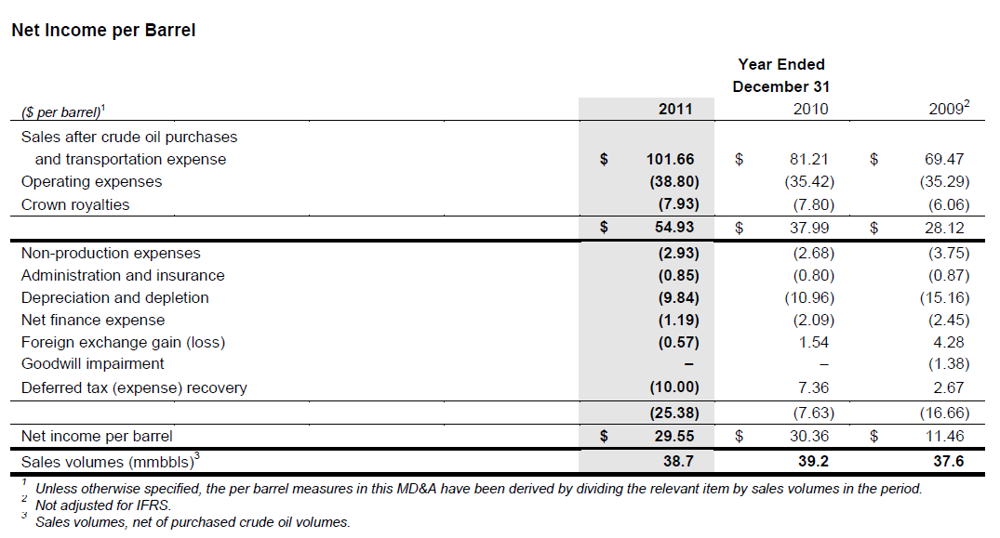 Net Income per Barrel
Year Ended
December 31
($ per barrel)1 2011 2010 20092
Sales after crude oil purchases
and transportation expense $ 101.66 $ 81.21 $ 69.47
Operating expenses (38.80) (35.42) (35.29)
Crown royalties (7.93) (7.80) (6.06)
$ 54.93 $ 37.99 $ 28.12
Non-production expenses (2.93) (2.68) (3.75)
Administration and insurance (0.85) (0.80) (0.87)
Depreciation and depletion (9.84) (10.96) (15.16)
Net finance expense (1.19) (2.09) (2.45)
Foreign exchange gain (loss) (0.57) 1.54 4.28
Goodwill impairment – – (1.38)
Deferred tax (expense) recovery (10.00) 7.36 2.67
(25.38) (7.63) (16.66)
Net income per barrel $ 29.55 $ 30.36 $ 11.46
Sales volumes (mmbbls)3 38.7 39.2 37.6
1 Unless otherwise specified, the per barrel measures in this MD&A have been derived by dividing the relevant item by sales volumes in the period.
2 Not adjusted for IFRS.
3 Sales volumes, net of purchased crude oil volumes.